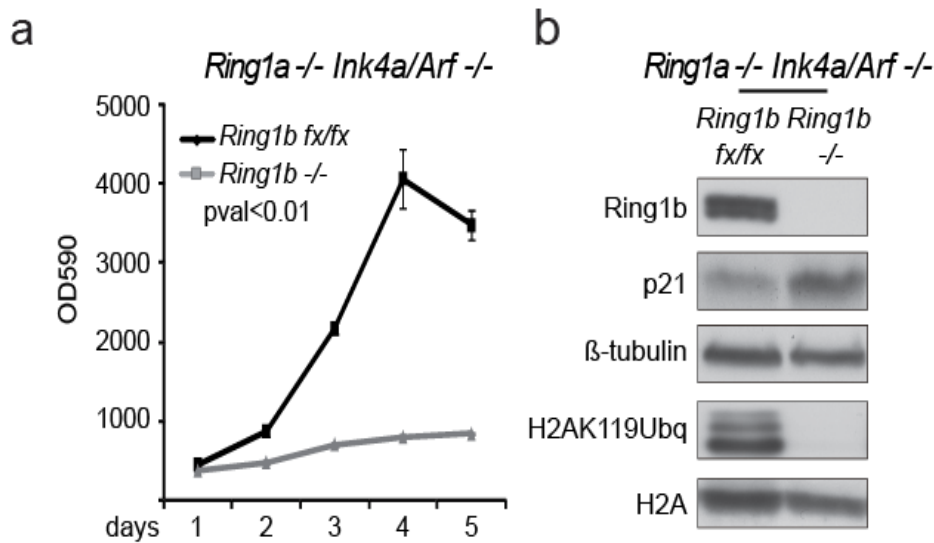 a
Ring1a -/- Ink4a/Arf -/-
5000
4000
3000
2000
1000
OD590
Ring1b fx/fx
Ring1b -/-
pval<0.01
days 1 2 3 4 5
b
Ring1a -/- Ink4a/Arf -/-
Ring1b Ring1b
fx/fx -/-
Ring1b
p21
ß-tubulin
H2AK119Ubq
H2A